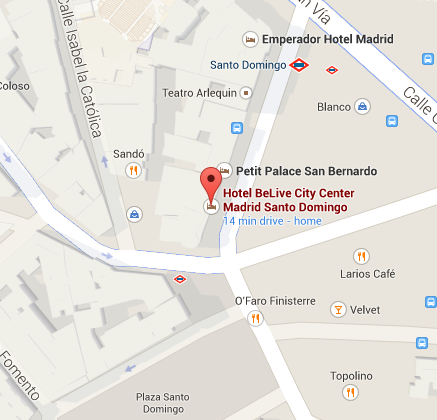 an Vía
Emperador Hotel Madrid
Calle Isabel la Católica
Santo Domingo
Coloso
Teatro Arlequin
Calle G
Blanco
Sandó
Petit Palace San Bernardo
Hotel BeLive City Center
Madrid Santo Domingo
14 min drive - home
Larios Café
O'Faro Finisterre
Velvet
Fomento
Topolino
Plaza Santo
Domingo